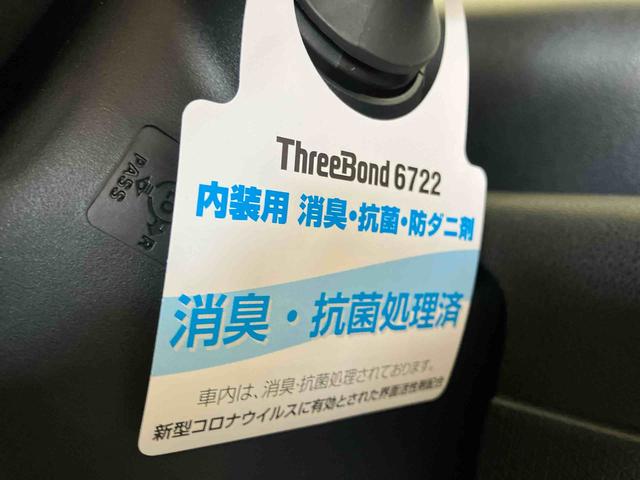 ThreeBond 6722
内装用 消臭・抗菌・防ダニ剤
消臭・抗菌処理済
車内は、消臭・抗菌処理されております。
新型コロナウイルスに有効とされた界面活性剤配合
PASS
R